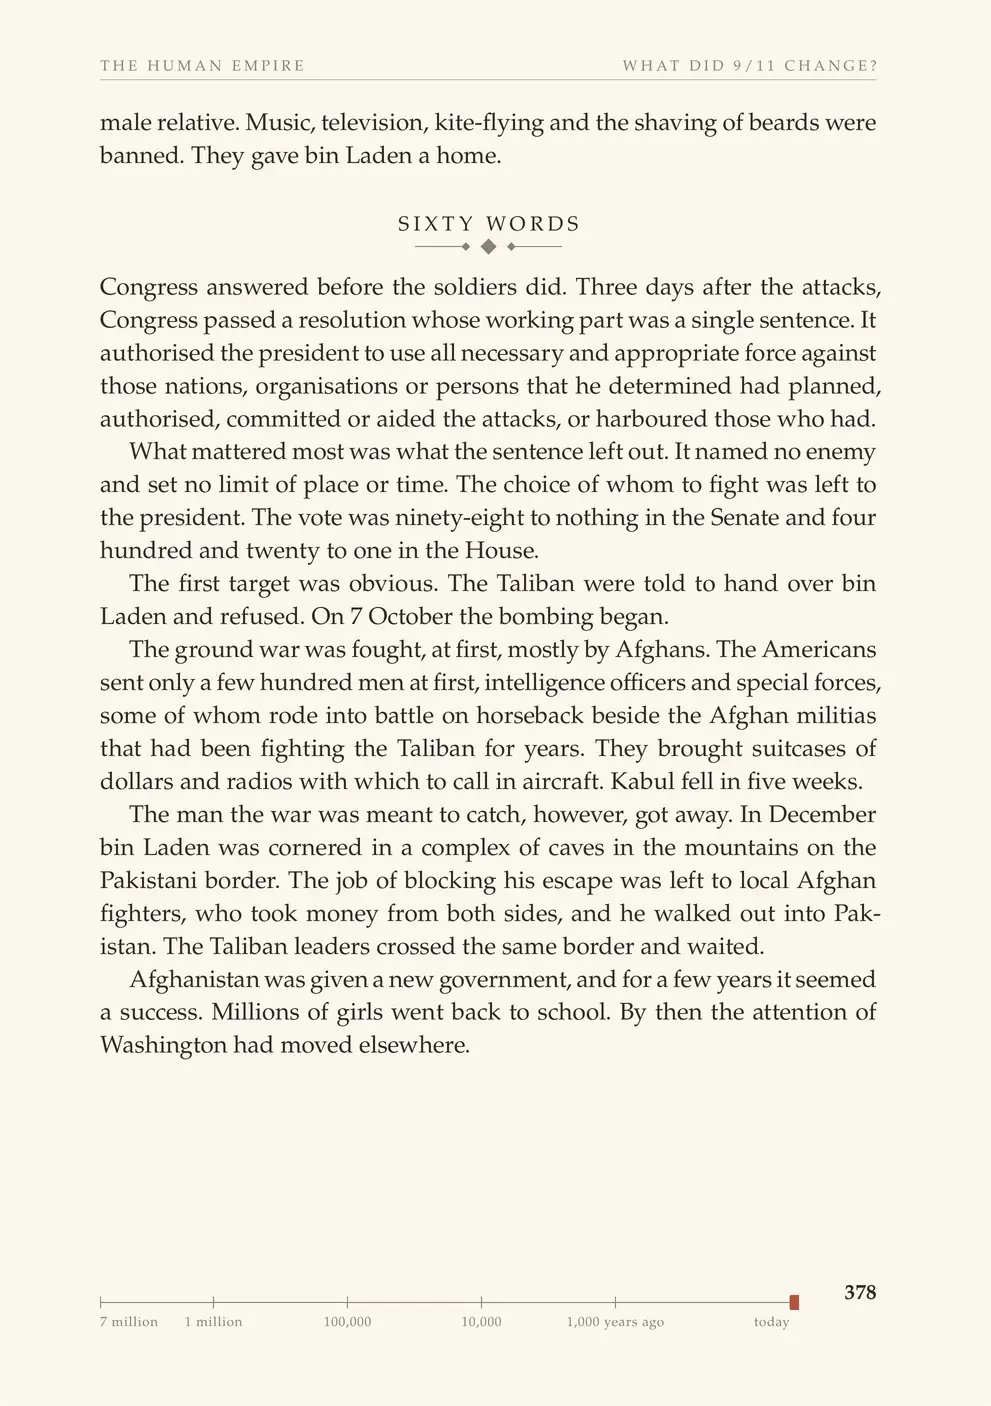 THE HUMAN EMPIRE
WHAT DID 9/11 CHANGE?
male relative. Music, television, kite-flying and the shaving of beards were
banned. They gave bin Laden a home.
SIXTY WORDS
Congress answered before the soldiers did. Three days after the attacks,
Congress passed a resolution whose working part was a single sentence. It
authorised the president to use all necessary and appropriate force against
those nations, organisations or persons that he determined had planned,
authorised, committed or aided the attacks, or harboured those who had.
What mattered most was what the sentence left out. It named no enemy
and set no limit of place or time. The choice of whom to fight was left to
the president. The vote was ninety-eight to nothing in the Senate and four
hundred and twenty to one in the House.
The first target was obvious. The Taliban were told to hand over bin
Laden and refused. On 7 October the bombing began.
The ground war was fought, at first, mostly by Afghans. The Americans
sent only a few hundred men at first, intelligence officers and special forces,
some of whom rode into battle on horseback beside the Afghan militias
that had been fighting the Taliban for years. They brought suitcases of
dollars and radios with which to call in aircraft. Kabul fell in five weeks.
The man the war was meant to catch, however, got away. In December
bin Laden was cornered in a complex of caves in the mountains on the
Pakistani border. The job of blocking his escape was left to local Afghan
fighters, who took money from both sides, and he walked out into Pak-
istan. The Taliban leaders crossed the same border and waited.
Afghanistan was given a new government, and for a few years it seemed
a success. Millions of girls went back to school. By then the attention of
Washington had moved elsewhere.
378
7 million 1 million 100,000 10,000 1,000 years ago today